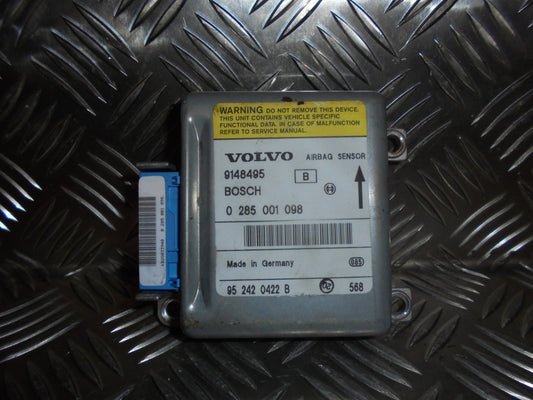 WARNING DO NOT REMOVE THIS DEVICE.
THIS UNIT CONTAINS VEHICLE SPECIFIC
FUNCTIONAL DATA. IN CASE OF MALFUNCTION
REFER TO SERVICE MANUAL.
VOLVO AIRBAG SENSOR
9148495 B
BOSCH
0 285 001 098
Made in Germany 005
95 242 0422 B 568